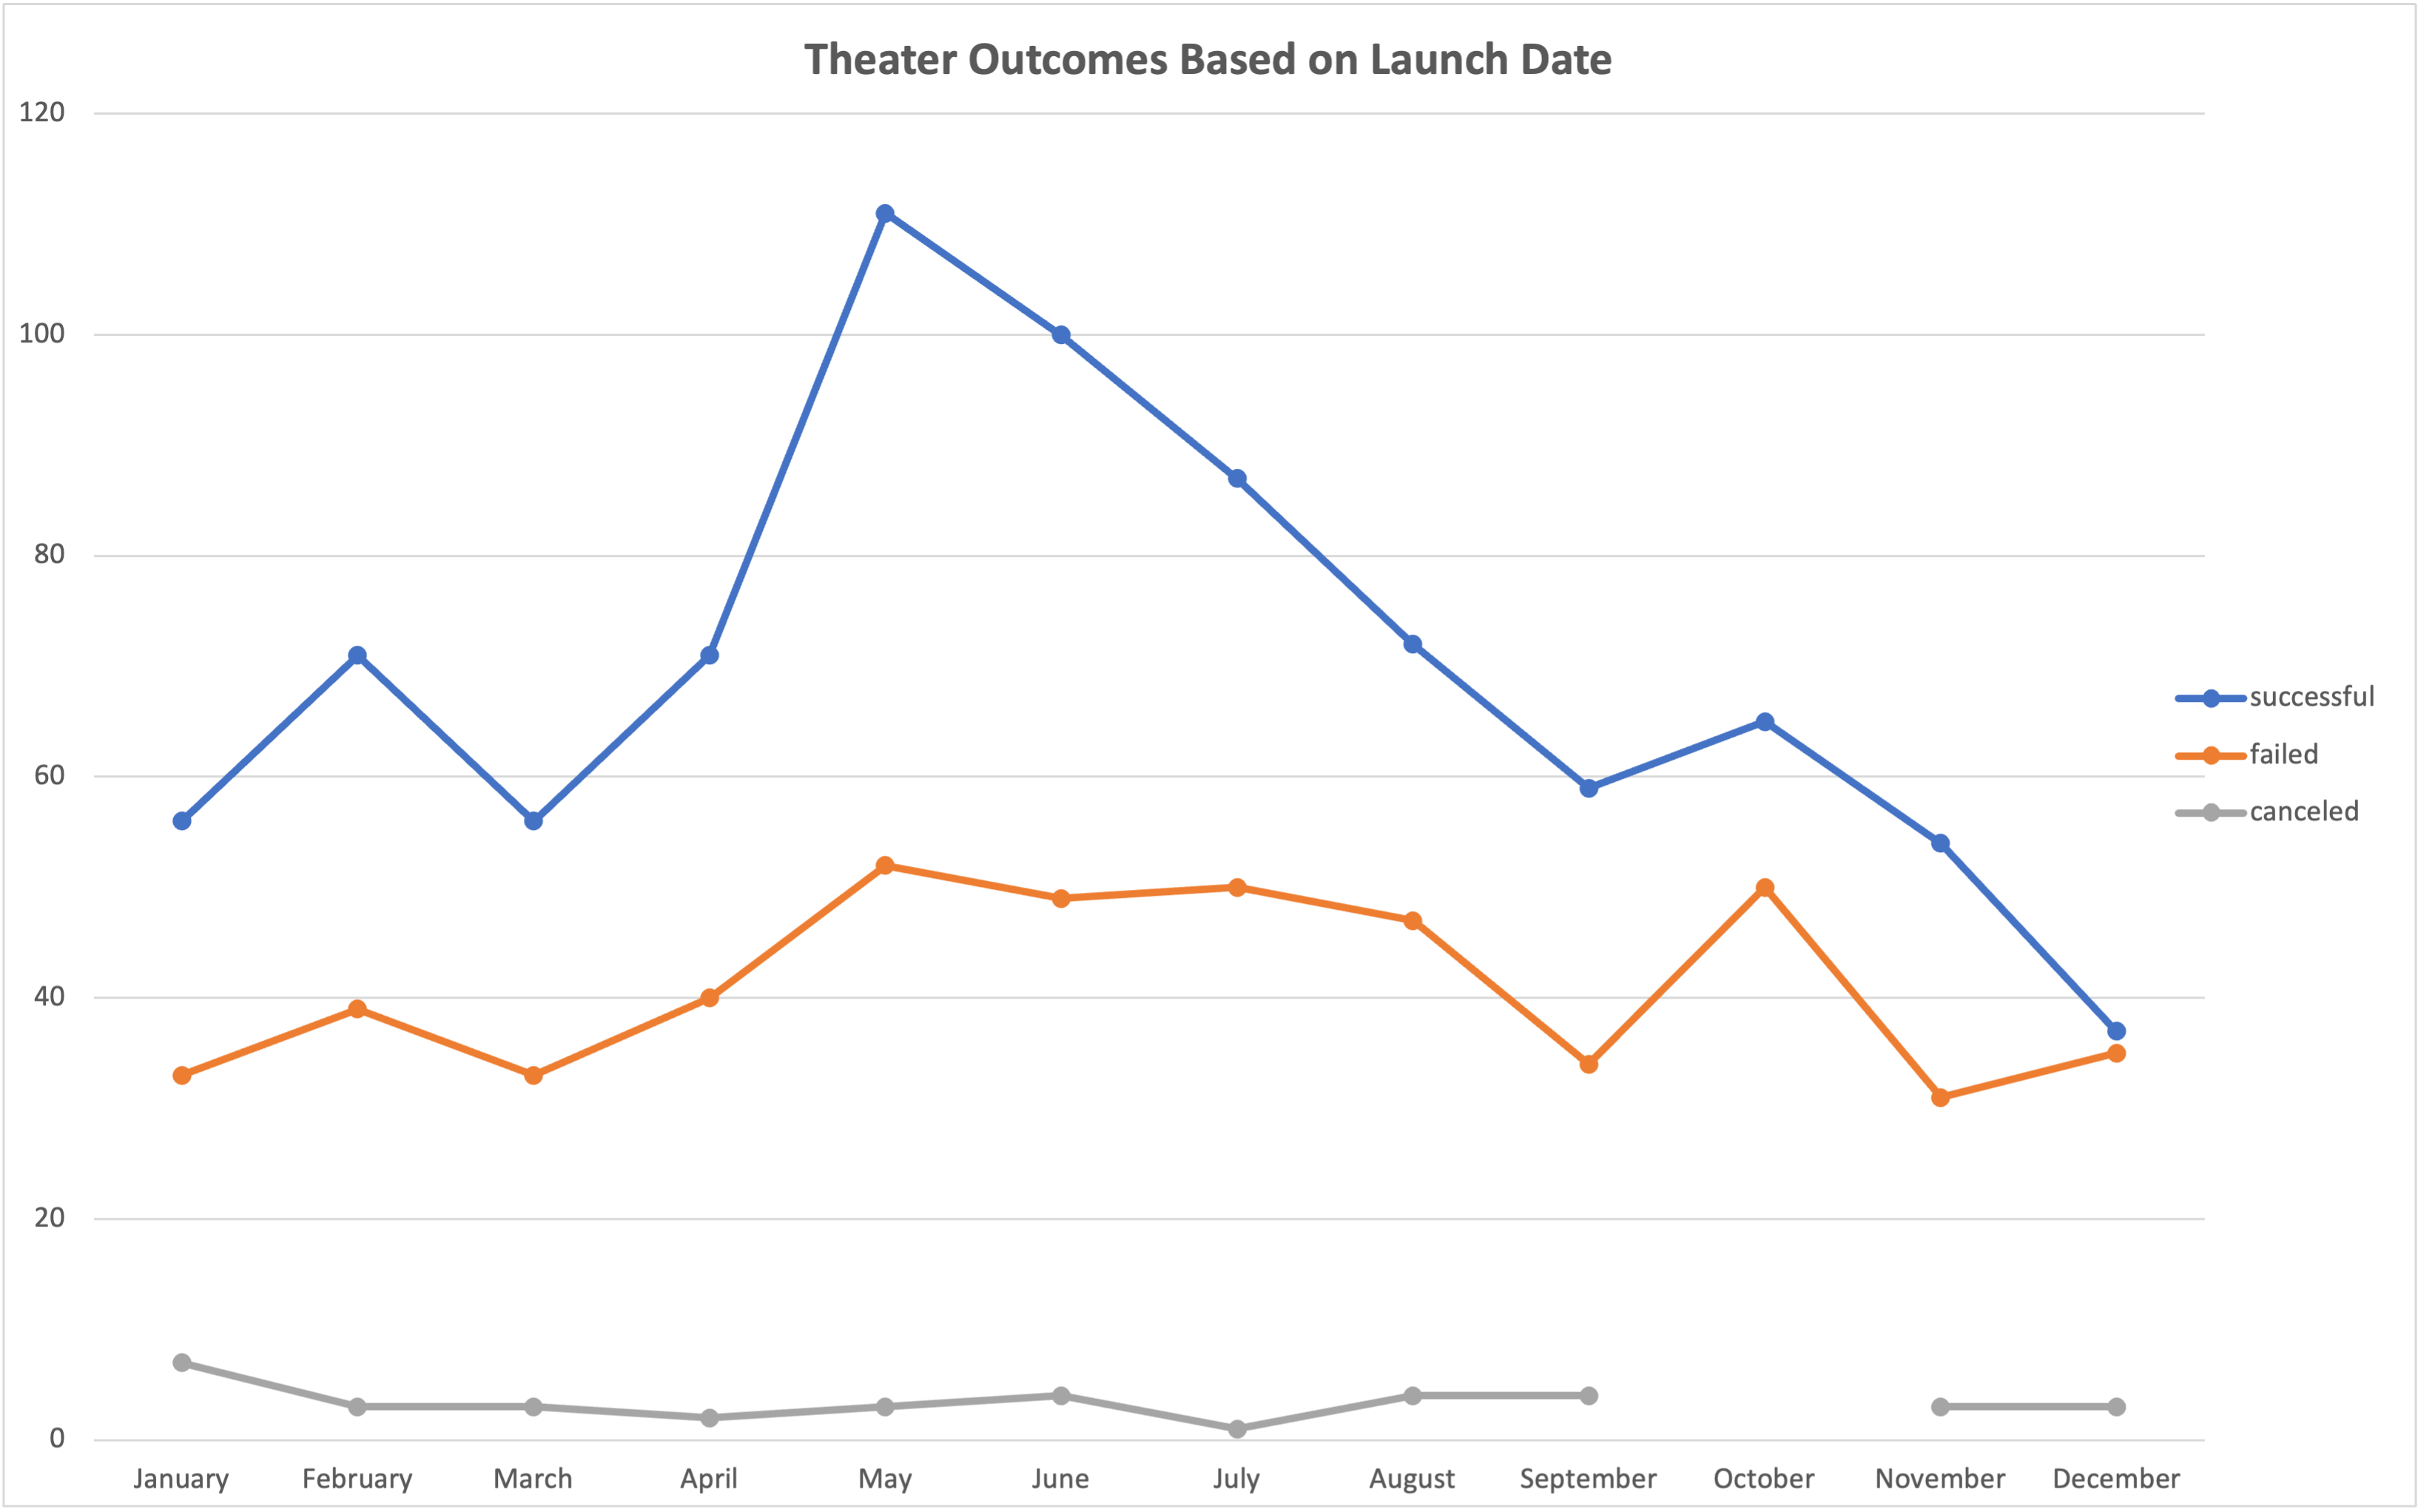 Theater Outcomes Based on Launch Date
120
100
80
60
40
20
0
successful
failed
canceled
January February March April May June July August September October November December